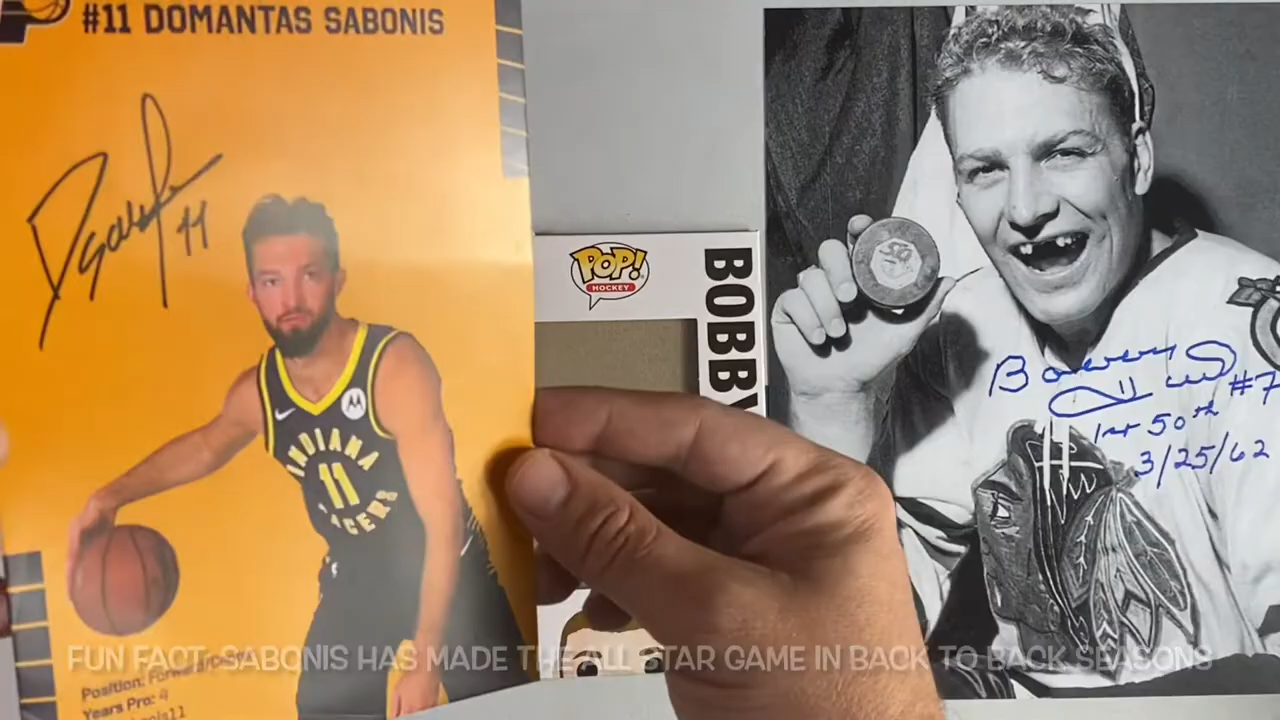 #11 DOMANTAS SABONIS
11
POP!
HOCKEY
BOBBY
#7
1st 50th
3/25/62
INDIANA
11
PACERS
FUN FACT: SABONIS HAS MADE THE ALL STAR GAME IN BACK TO BACK SEASONS
Position: Forward
Years Pro: 4